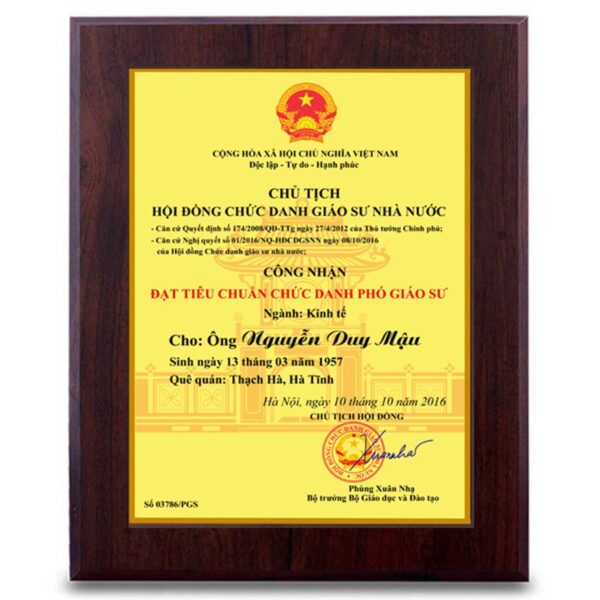 CỘNG HÒA XÃ HỘI CHỦ NGHĨA VIỆT NAM
Độc lập - Tự do - Hạnh phúc
CHỦ TỊCH
HỘI ĐỒNG CHỨC DANH GIÁO SƯ NHÀ NƯỚC
- Căn cứ Quyết định số 174/2008/QĐ-TTg ngày 27/4/2012 của Thủ tướng Chính phủ;
- Căn cứ Nghị quyết số 01/2016/NQ-HĐCDGSNN ngày 08/10/2016
của Hội đồng Chức danh giáo sư nhà nước;
CÔNG NHẬN
ĐẠT TIÊU CHUẨN CHỨC DANH PHÓ GIÁO SƯ
Ngành: Kinh tế
Cho: Ông Nguyễn Duy Mậu
Sinh ngày 13 tháng 03 năm 1957
Quê quán: Thạch Hà, Hà Tĩnh
Hà Nội, ngày 10 tháng 10 năm 2016
CHỦ TỊCH HỘI ĐỒNG
Phùng Xuân Nhạ
Bộ trưởng Bộ Giáo dục và Đào tạo
Số 03786/PGS